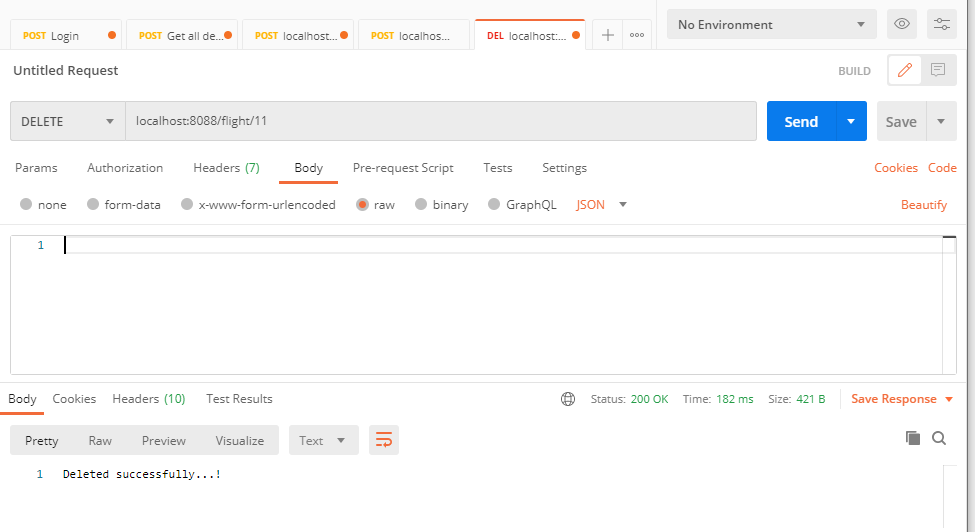 POST Login POST Get all de... POST localhost... POST localhos... DEL localhost:... No Environment
Untitled Request BUILD
DELETE localhost:8088/flight/11 Send Save
Params Authorization Headers (7) Body Pre-request Script Tests Settings Cookies Code
none form-data x-www-form-urlencoded raw binary GraphQL JSON Beautify
1
Body Cookies Headers (10) Test Results Status: 200 OK Time: 182 ms Size: 421 B Save Response
Pretty Raw Preview Visualize Text
1 Deleted successfully...!